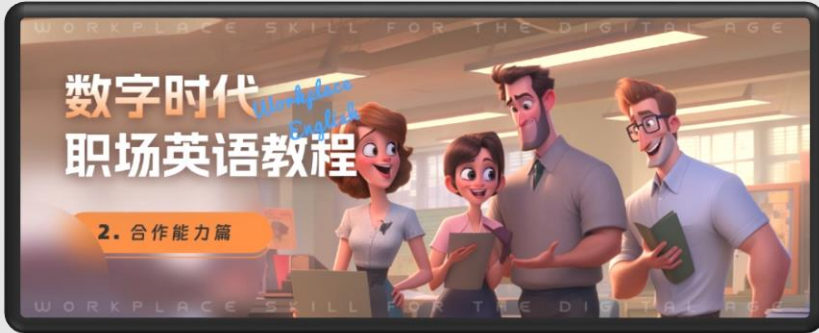 WORKPLACE SKILL FOR THE DIGITAL AGE
数字时代
Workplace
English
职场英语教程
2. 合作能力篇
WORKPLACE SKILL FOR THE DIGITAL AGE